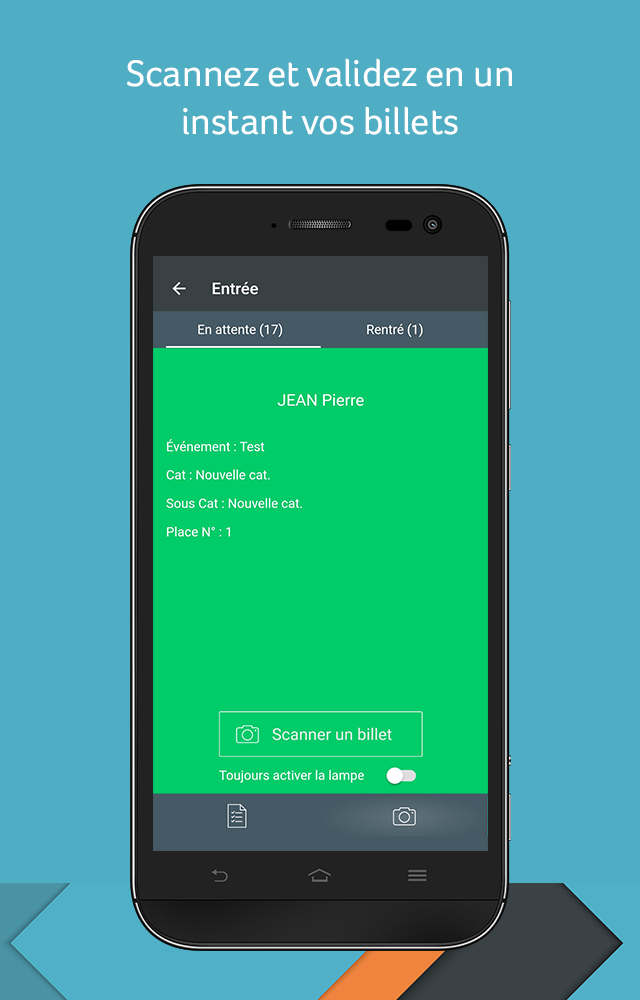 Scannez et validez en un
instant vos billets
Entrée
En attente (17)
Rentré (1)
JEAN Pierre
Événement : Test
Cat : Nouvelle cat.
Sous Cat : Nouvelle cat.
Place N° : 1
Scanner un billet
Toujours activer la lampe